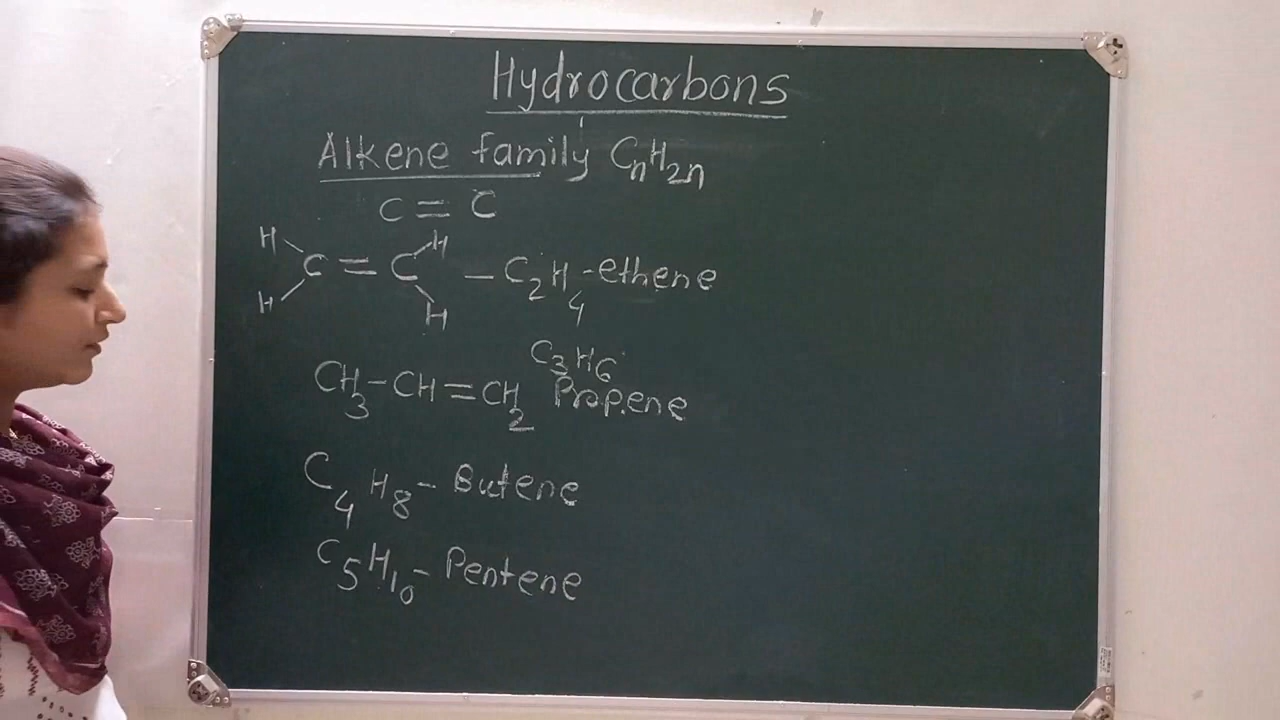 Hydrocarbons
Alkene family CnH2n
C = C
H H
C = C - C2H4 - ethene
H H
C3H6
CH3-CH=CH2 Propene
C4H8 - Butene
C5H10 - Pentene